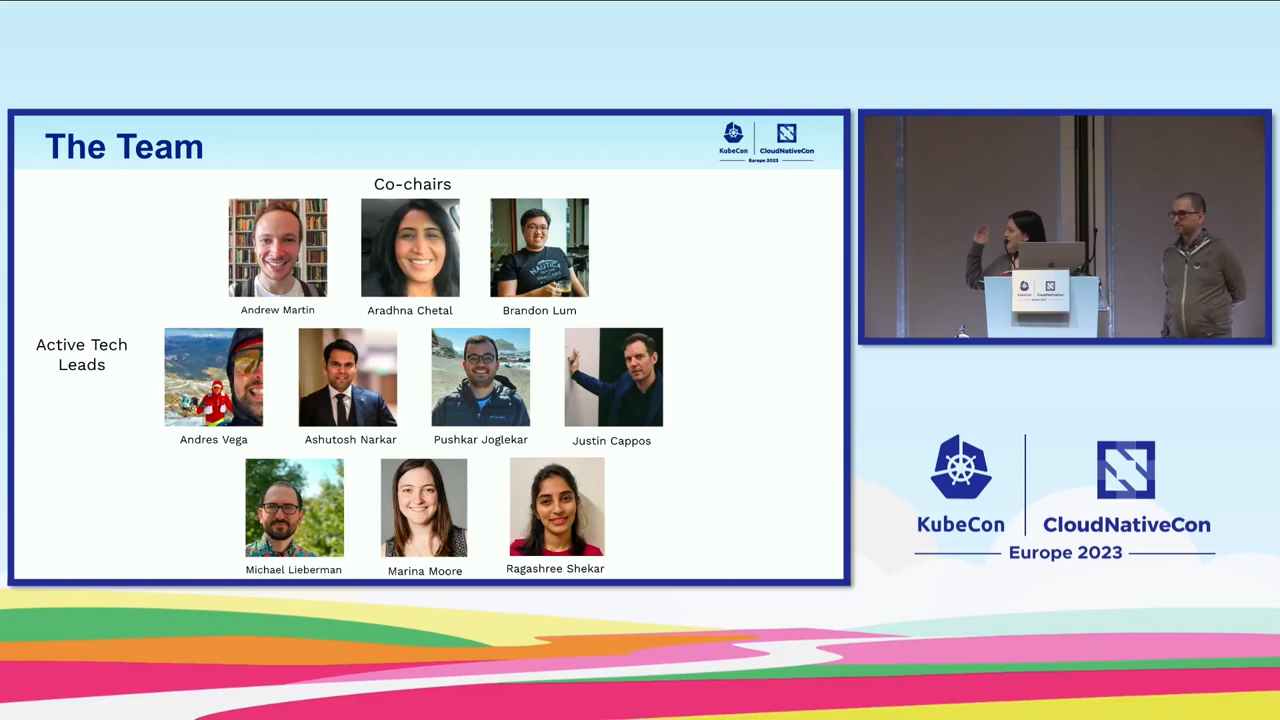 The Team
KubeCon
CloudNativeCon
Europe 2023
Co-chairs
Andrew Martin
Aradhna Chetal
Brandon Lum
Active Tech
Leads
Andres Vega
Ashutosh Narkar
Pushkar Joglekar
Justin Cappos
Michael Lieberman
Marina Moore
Ragashree Shekar
KubeCon
CloudNativeCon
Europe 2023